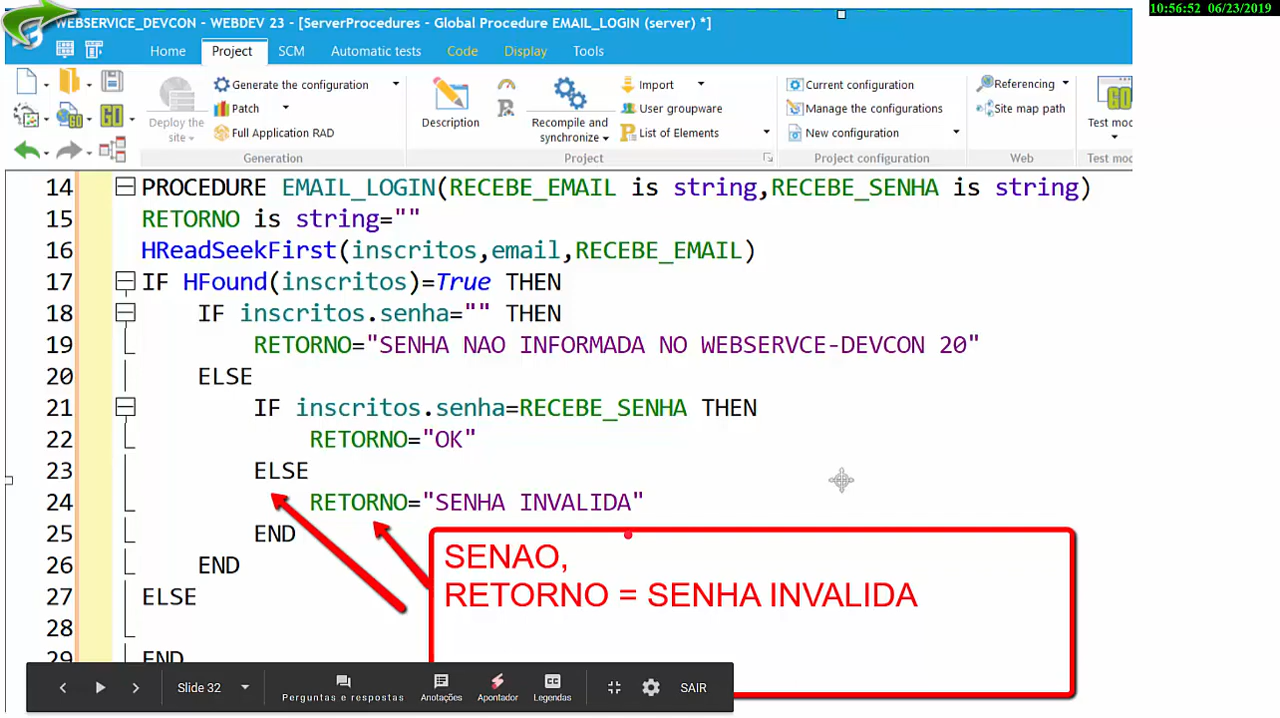 WEBSERVICE_DEVCON - WEBDEV 23 - [ServerProcedures - Global Procedure EMAIL_LOGIN (server) *]
10:56:52 06/23/2019
Home Project SCM Automatic tests Code Display Tools
Deploy the site
Generate the configuration
Patch
Full Application RAD
Generation
Description
Recompile and synchronize
Import
User groupware
List of Elements
Project
Current configuration
Manage the configurations
New configuration
Project configuration
Referencing
Site map path
Web
GO
GO
GO
Test mod
Test mod
14 PROCEDURE EMAIL_LOGIN(RECEBE_EMAIL is string,RECEBE_SENHA is string)
15 RETORNO is string=""
16 HReadSeekFirst(inscritos,email,RECEBE_EMAIL)
17 IF HFound(inscritos)=True THEN
18 IF inscritos.senha="" THEN
19 RETORNO="SENHA NAO INFORMADA NO WEBSERVCE-DEVCON 20"
20 ELSE
21 IF inscritos.senha=RECEBE_SENHA THEN
22 RETORNO="OK"
23 ELSE
24 RETORNO="SENHA INVALIDA"
25 END
26 END
27 ELSE
28
29 END
SENAO,
RETORNO = SENHA INVALIDA
Slide 32
Perguntas e respostas
Anotações
Apontador
Legendas
SAIR